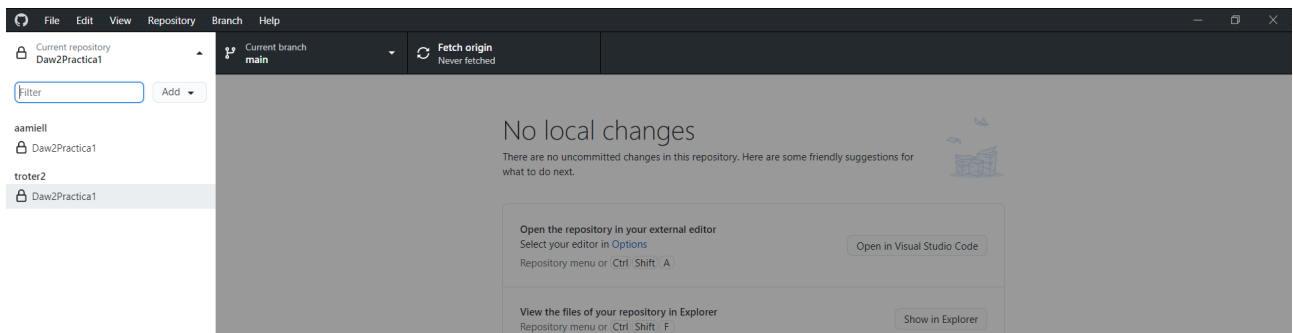 File Edit View Repository Branch Help
Current repository
Daw2Practica1
Current branch
main
Fetch origin
Never fetched
Filter
Add
aamiell
Daw2Practica1
troter2
Daw2Practica1
No local changes
There are no uncommitted changes in this repository. Here are some friendly suggestions for
what to do next.
Open the repository in your external editor
Select your editor in Options
Repository menu or Ctrl Shift A
Open in Visual Studio Code
View the files of your repository in Explorer
Repository menu or Ctrl Shift F
Show in Explorer